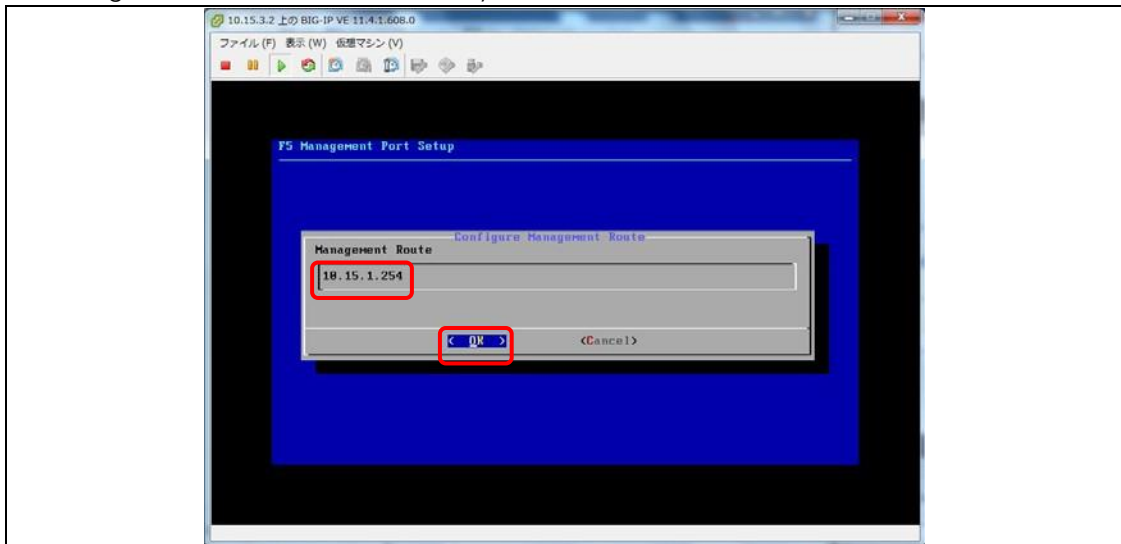 10.15.3.2 上の BIG-IP VE 11.4.1.608.0
ファイル(F) 表示(W) 仮想マシン(V)
F5 Management Port Setup
Configure Management Route
Management Route
10.15.1.254
< OK > <Cancel>